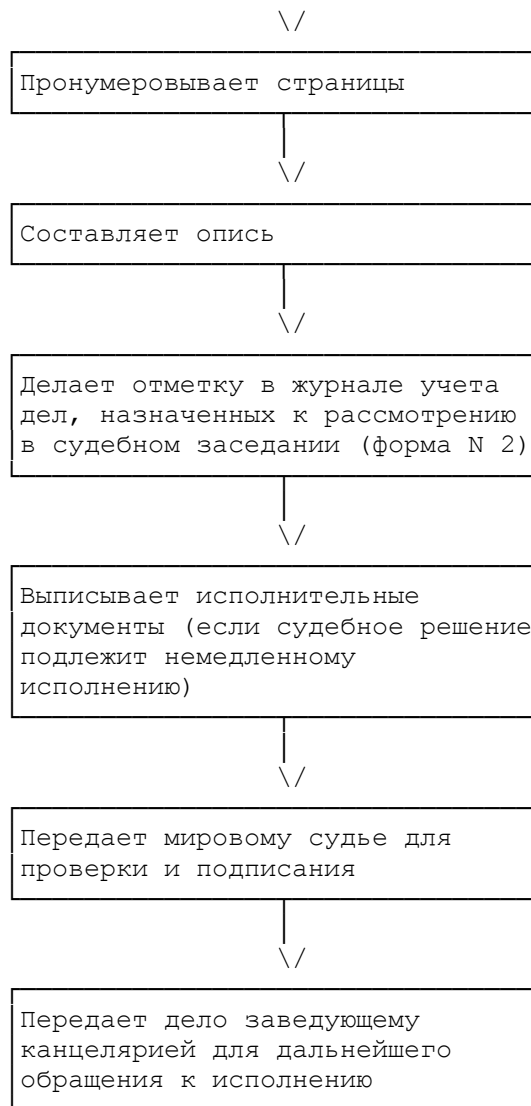 \/
Пронумеровывает страницы
\/
Составляет опись
\/
Делает отметку в журнале учета
дел, назначенных к рассмотрению
в судебном заседании (форма N 2)
\/
Выписывает исполнительные
документы (если судебное решение
подлежит немедленному
исполнению)
\/
Передает мировому судье для
проверки и подписания
\/
Передает дело заведующему
канцелярией для дальнейшего
обращения к исполнению